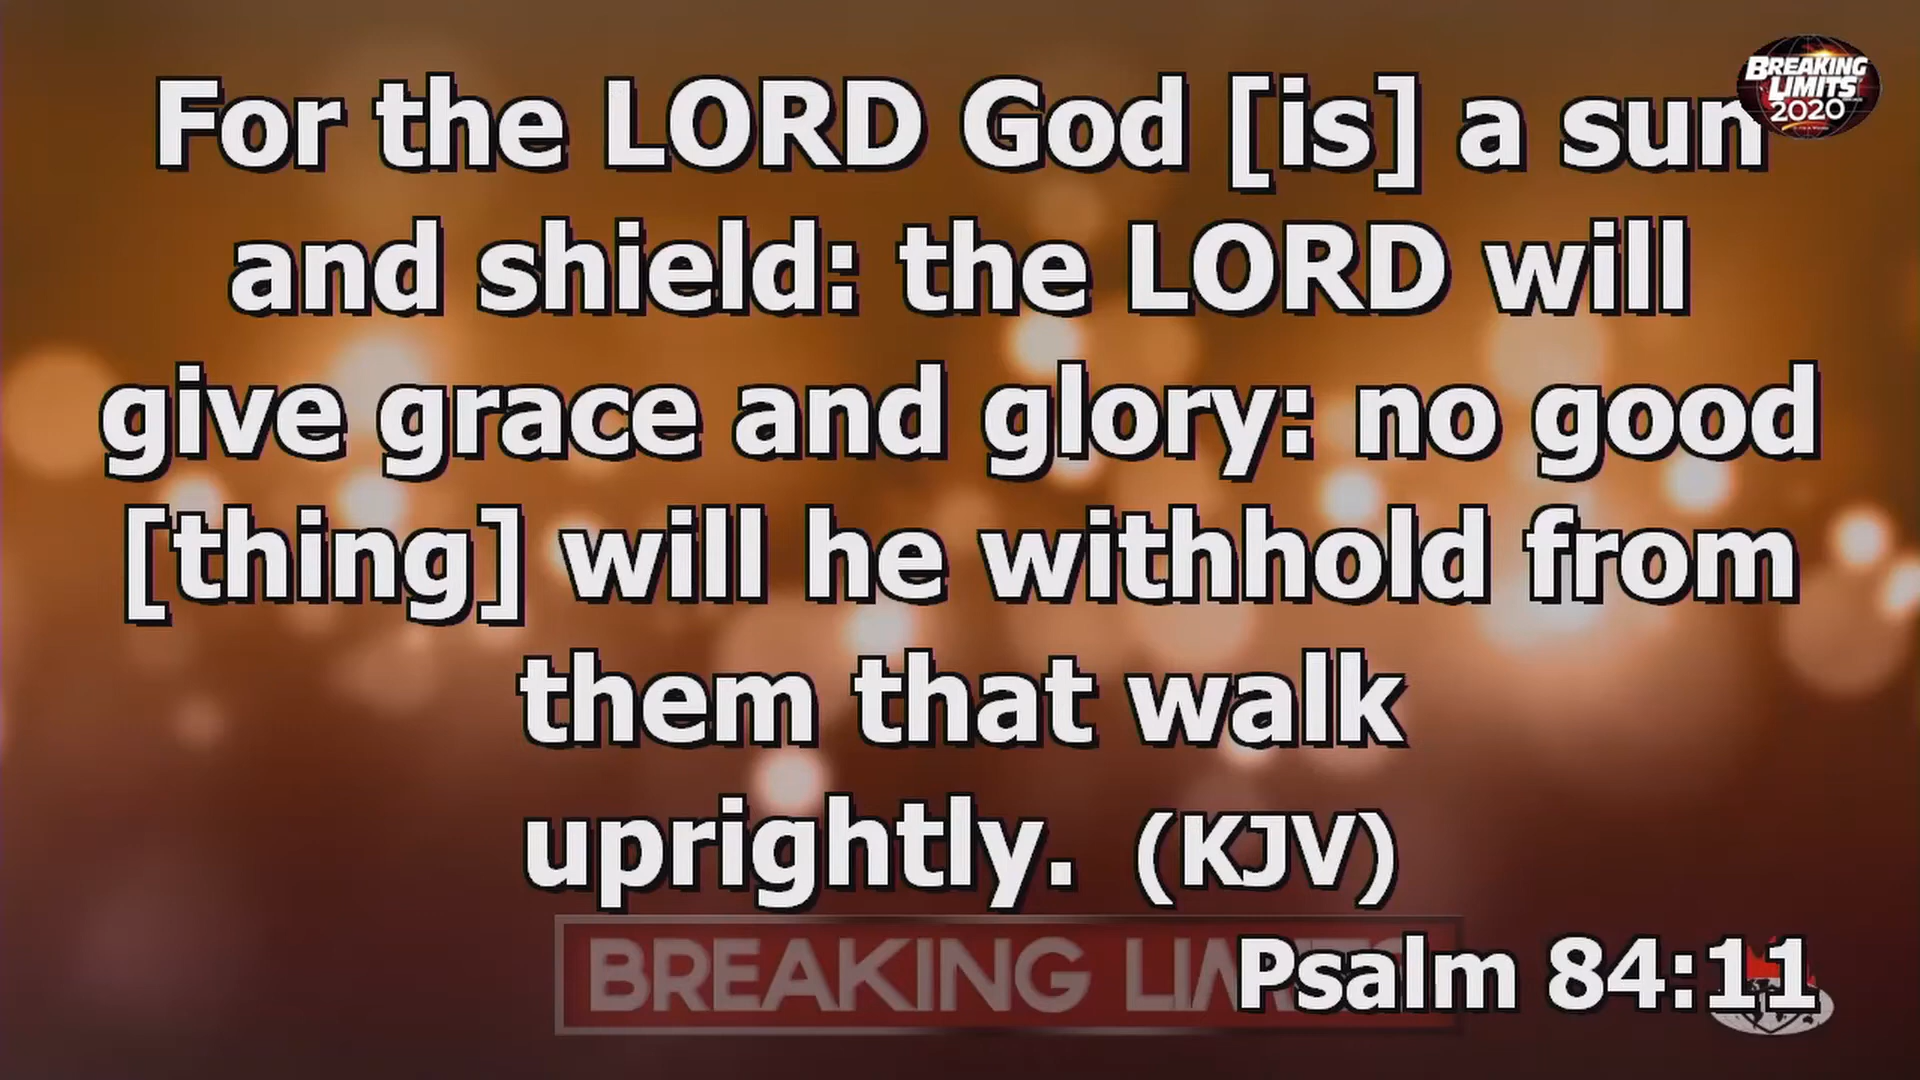 BREAKING
LIMITS
2020
For the LORD God [is] a sun
and shield: the LORD will
give grace and glory: no good
[thing] will he withhold from
them that walk
uprightly. (KJV)
BREAKING
Psalm 84:11